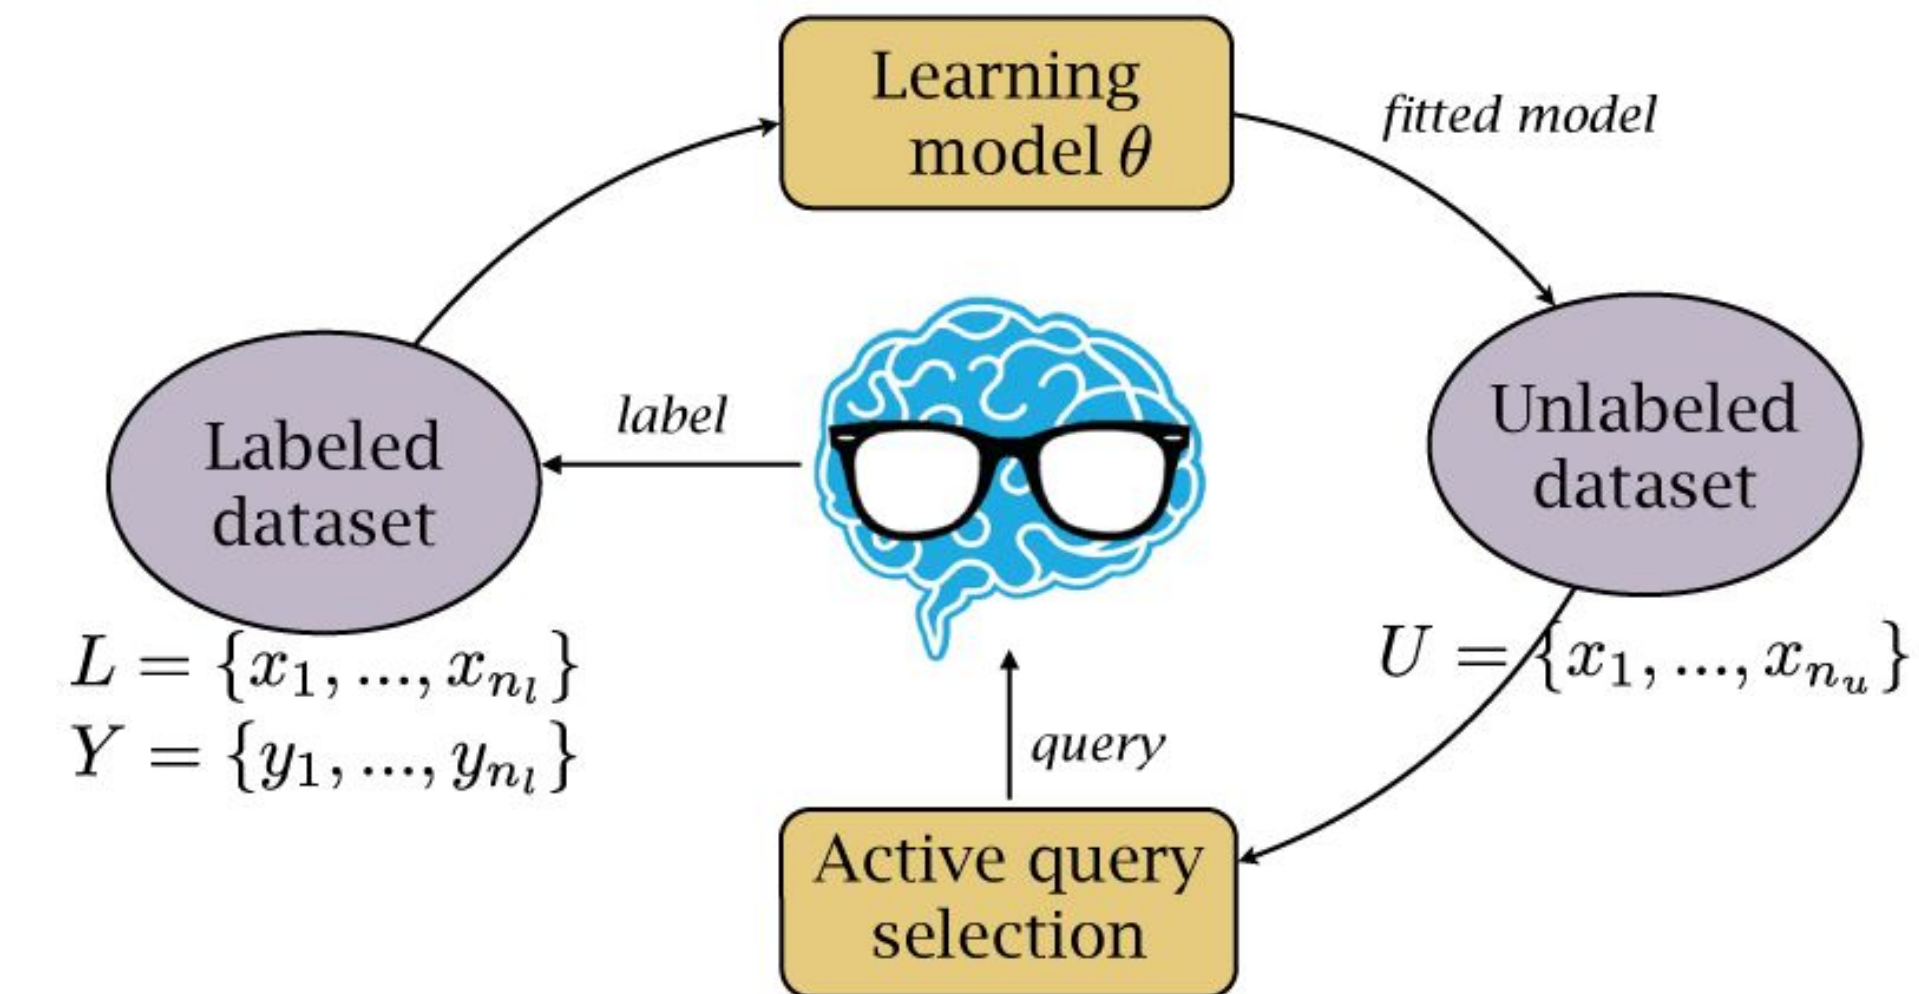 Learning
model θ
fitted model
label
Labeled
dataset
Unlabeled
dataset
L = {x₁, ..., xₙₗ}
Y = {y₁, ..., yₙₗ}
U = {x₁, ..., xₙᵤ}
query
Active query
selection